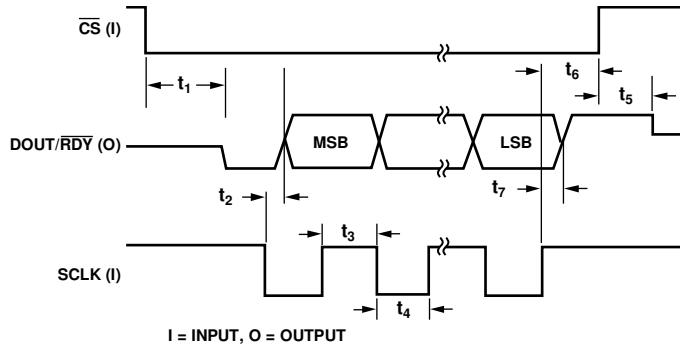 CS (I)
t1
t6
t5
DOUT/RDY (O)
MSB
LSB
t2
t7
t3
SCLK (I)
t4
I = INPUT, O = OUTPUT